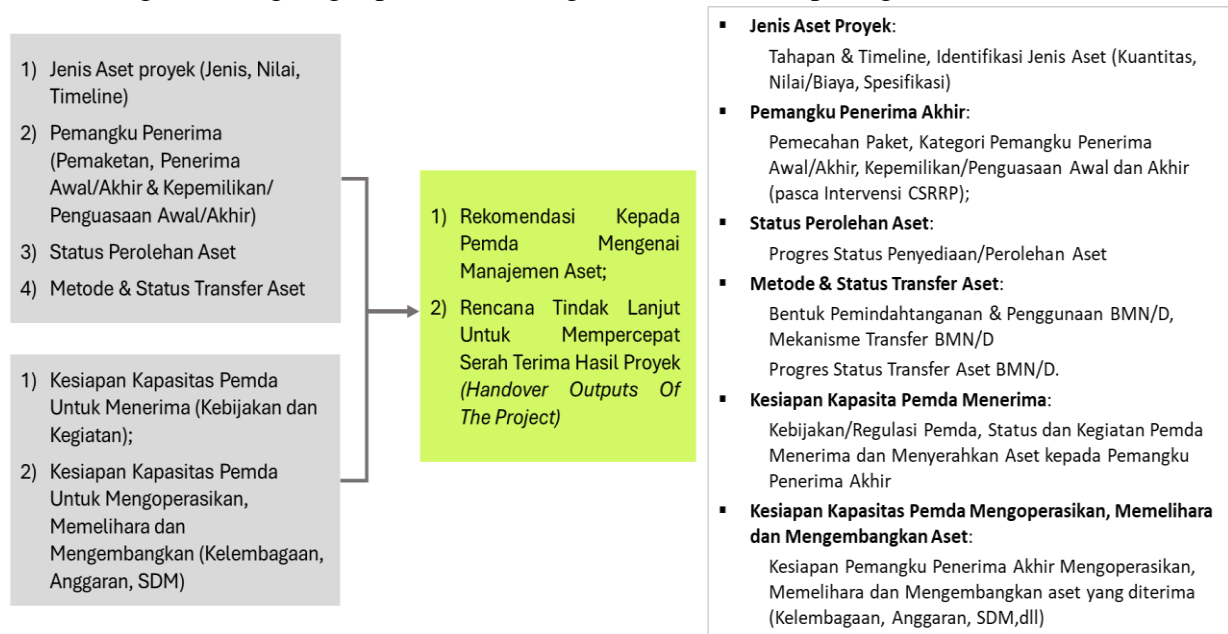 1) Jenis Aset proyek (Jenis, Nilai,
Timeline)
2) Pemangku Penerima
(Pemaketan, Penerima
Awal/Akhir & Kepemilikan/
Penguasaan Awal/Akhir)
3) Status Perolehan Aset
4) Metode & Status Transfer Aset
1) Kesiapan Kapasitas Pemda
Untuk Menerima (Kebijakan dan
Kegiatan);
2) Kesiapan Kapasitas Pemda
Untuk Mengoperasikan,
Memelihara dan
Mengembangkan (Kelembagaan,
Anggaran, SDM)
1) Rekomendasi Kepada
Pemda Mengenai
Manajemen Aset;
2) Rencana Tindak Lanjut
Untuk Mempercepat
Serah Terima Hasil Proyek
(Handover Outputs Of
The Project)
▪ Jenis Aset Proyek:
Tahapan & Timeline, Identifikasi Jenis Aset (Kuantitas,
Nilai/Biaya, Spesifikasi)
▪ Pemangku Penerima Akhir:
Pemecahan Paket, Kategori Pemangku Penerima
Awal/Akhir, Kepemilikan/Penguasaan Awal dan Akhir
(pasca Intervensi CSRRP);
▪ Status Perolehan Aset:
Progres Status Penyediaan/Perolehan Aset
▪ Metode & Status Transfer Aset:
Bentuk Pemindahtanganan & Penggunaan BMN/D,
Mekanisme Transfer BMN/D
Progres Status Transfer Aset BMN/D.
▪ Kesiapan Kapasita Pemda Menerima:
Kebijakan/Regulasi Pemda, Status dan Kegiatan Pemda
Menerima dan Menyerahkan Aset kepada Pemangku
Penerima Akhir
▪ Kesiapan Kapasitas Pemda Mengoperasikan, Memelihara
dan Mengembangkan Aset:
Kesiapan Pemangku Penerima Akhir Mengoperasikan,
Memelihara dan Mengembangkan aset yang diterima
(Kelembagaan, Anggaran, SDM,dll)